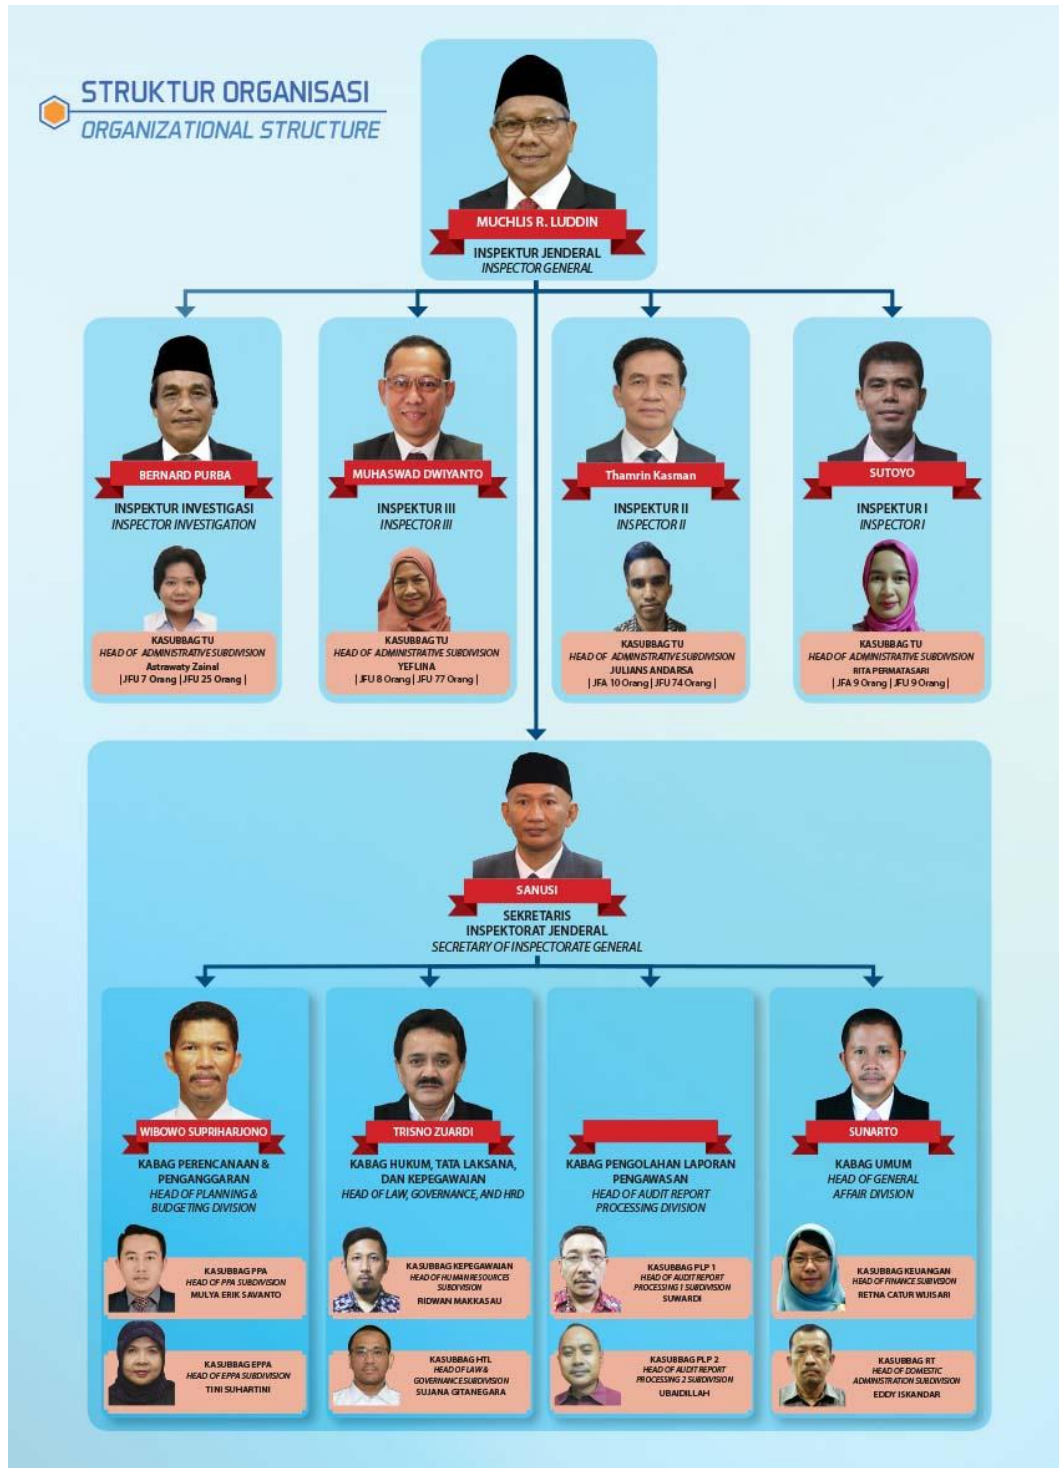 STRUKTUR ORGANISASI
ORGANIZATIONAL STRUCTURE
MUCHLIS R. LUDDIN
INSPEKTUR JENDERAL
INSPECTOR GENERAL
BERNARD PURBA
INSPEKTUR INVESTIGASI
INSPECTOR INVESTIGATION
KASUBBAG TU
HEAD OF ADMINISTRATIVE SUBDIVISION
Astrawaty Zainal
| JFU 7 Orang | JFU 25 Orang |
MUHASWAD DWIYANTO
INSPEKTUR III
INSPECTOR III
KASUBBAG TU
HEAD OF ADMINISTRATIVE SUBDIVISION
YEFLINA
| JFU 8 Orang | JFU 77 Orang |
Thamrin Kasman
INSPEKTUR II
INSPECTOR II
KASUBBAG TU
HEAD OF ADMINISTRATIVE SUBDIVISION
JULIANS ANDARSA
| JFA 10 Orang | JFU 74 Orang |
SUTOYO
INSPEKTUR I
INSPECTOR I
KASUBBAG TU
HEAD OF ADMINISTRATIVE SUBDIVISION
RITA PERMATASARI
| JFA 9 Orang | JFU 9 Orang |
SANUSI
SEKRETARIS
INSPEKTORAT JENDERAL
SECRETARY OF INSPECTORATE GENERAL
WIBOWO SUPRIHARJONO
KABAG PERENCANAAN &
PENGANGGARAN
HEAD OF PLANNING &
BUDGETING DIVISION
KASUBBAG PPA
HEAD OF PPA SUBDIVISION
MULYA ERIK SAVANTO
KASUBBAG EPPA
HEAD OF EPPA SUBDIVISION
TINI SUHARTINI
TRISNO ZUARDI
KABAG HUKUM, TATA LAKSANA,
DAN KEPEGAWAIAN
HEAD OF LAW, GOVERNANCE, AND HRD
KASUBBAG KEPEGAWAIAN
HEAD OF HUMAN RESOURCES
SUBDIVISION
RIDWAN MAKKASAU
KASUBBAG HTL
HEAD OF LAW &
GOVERNANCE SUBDIVISION
SUJANA GITANEGARA
KABAG PENGOLAHAN LAPORAN
PENGAWASAN
HEAD OF AUDIT REPORT
PROCESSING DIVISION
KASUBBAG PLP 1
HEAD OF AUDIT REPORT
PROCESSING 1 SUBDIVISION
SUWARDI
KASUBBAG PLP 2
HEAD OF AUDIT REPORT
PROCESSING 2 SUBDIVISION
UBAIDILLAH
SUNARTO
KABAG UMUM
HEAD OF GENERAL
AFFAIR DIVISION
KASUBBAG KEUANGAN
HEAD OF FINANCE SUBIVISION
RETNA CATUR WIJISARI
KASUBBAG RT
HEAD OF DOMESTIC
ADMINISTRATION SUBDIVISION
EDDY ISKANDAR